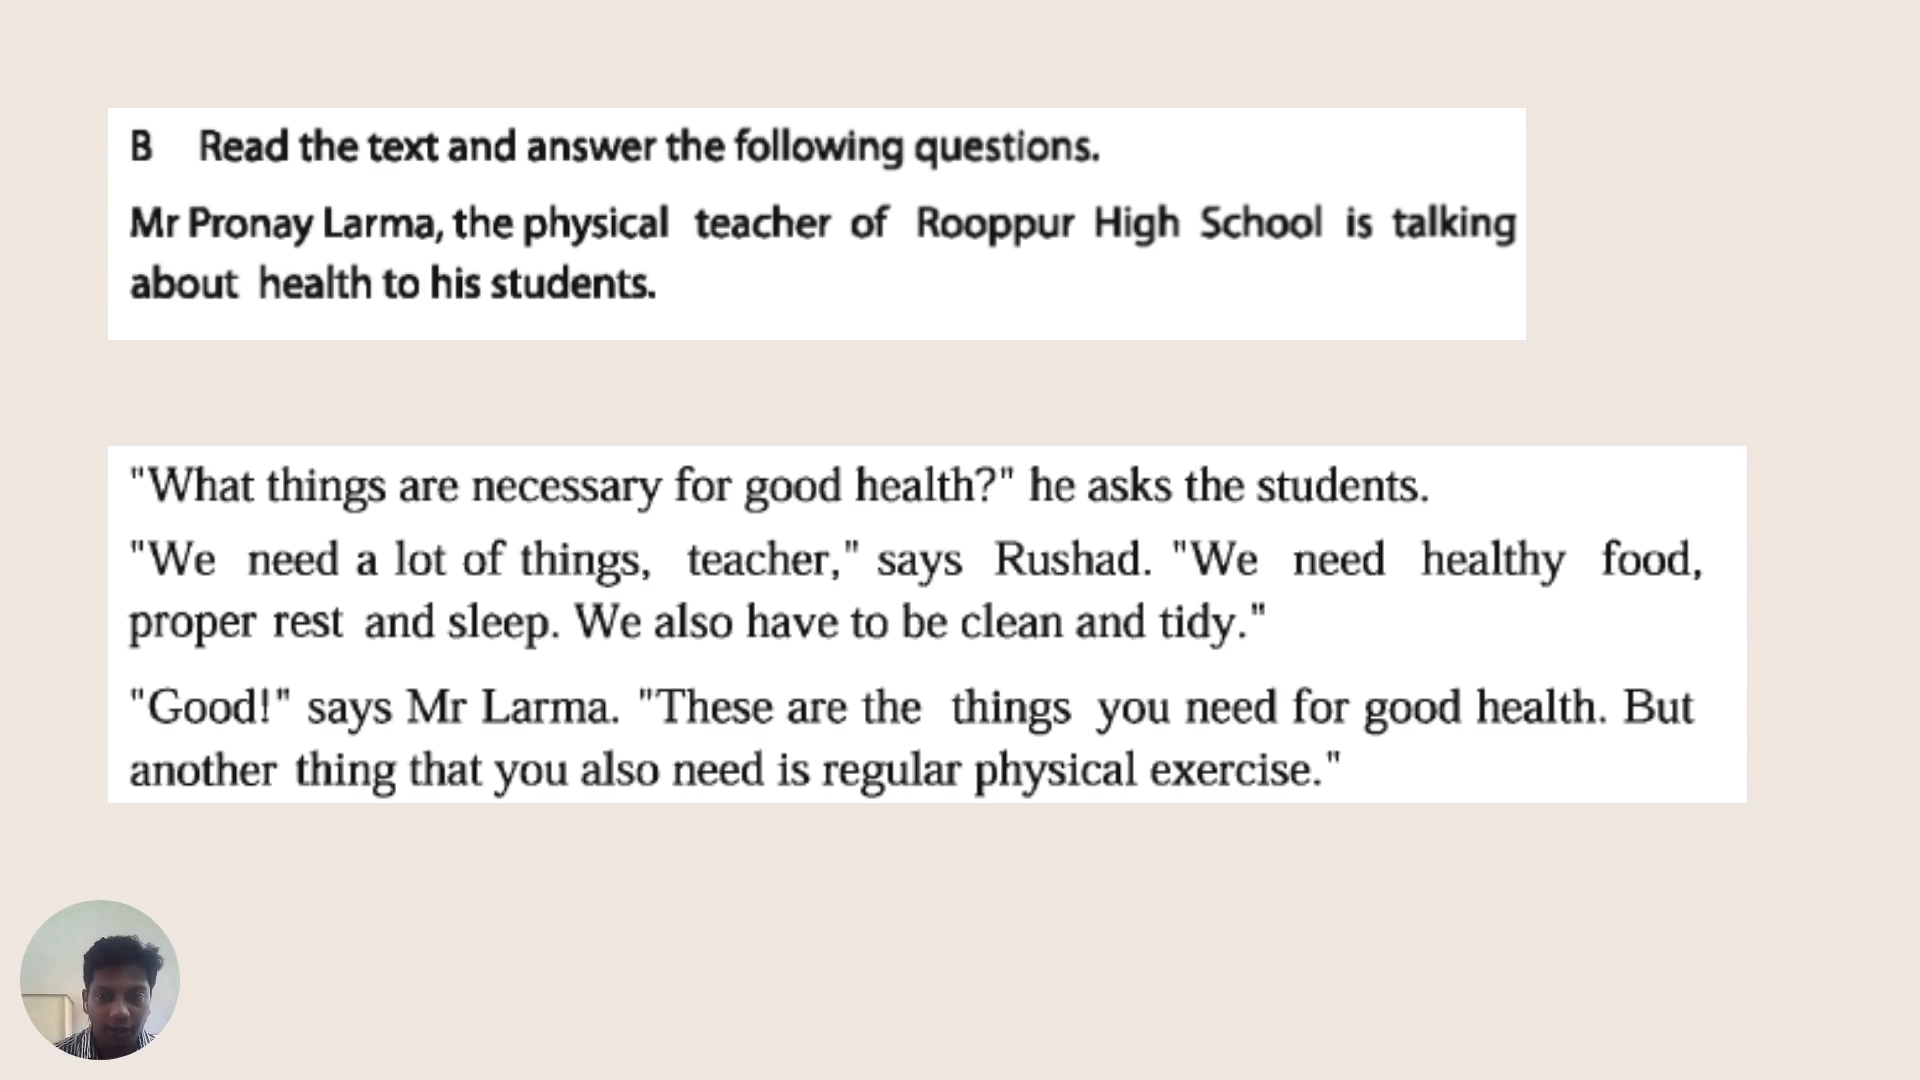 B Read the text and answer the following questions.
Mr Pronay Larma, the physical teacher of Rooppur High School is talking
about health to his students.
"What things are necessary for good health?" he asks the students.
"We need a lot of things, teacher," says Rushad. "We need healthy food,
proper rest and sleep. We also have to be clean and tidy."
"Good!" says Mr Larma. "These are the things you need for good health. But
another thing that you also need is regular physical exercise."